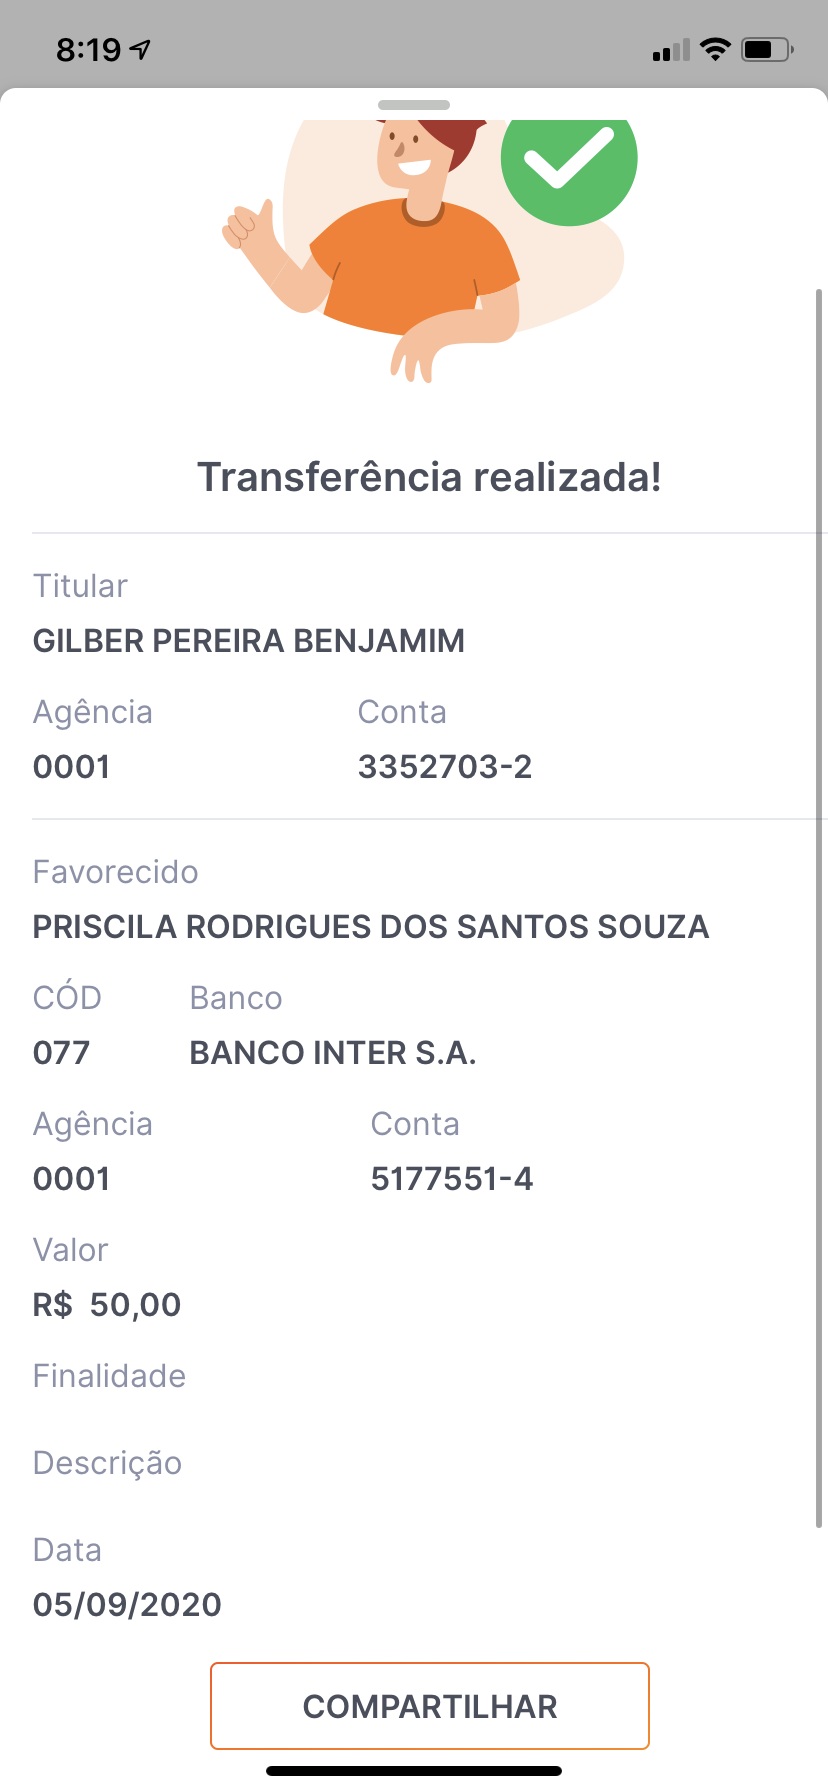 8:19
Transferência realizada!
Titular
GILBER PEREIRA BENJAMIM
Agência Conta
0001 3352703-2
Favorecido
PRISCILA RODRIGUES DOS SANTOS SOUZA
CÓD Banco
077 BANCO INTER S.A.
Agência Conta
0001 5177551-4
Valor
R$ 50,00
Finalidade
Descrição
Data
05/09/2020
COMPARTILHAR